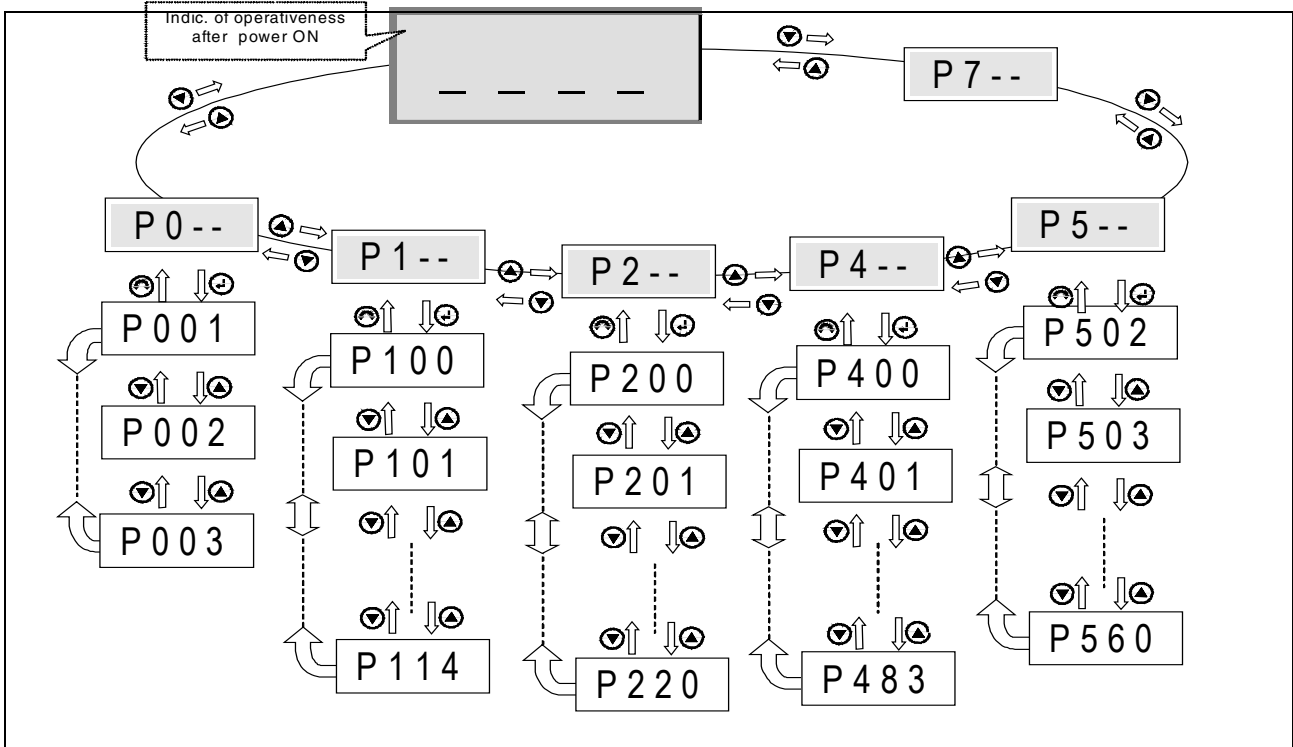 Indic. of operativeness
after power ON
_ _ _ _
P7--
P0--
P1--
P2--
P4--
P5--
P001
P002
P003
P100
P101
P114
P200
P201
P220
P400
P401
P483
P502
P503
P560